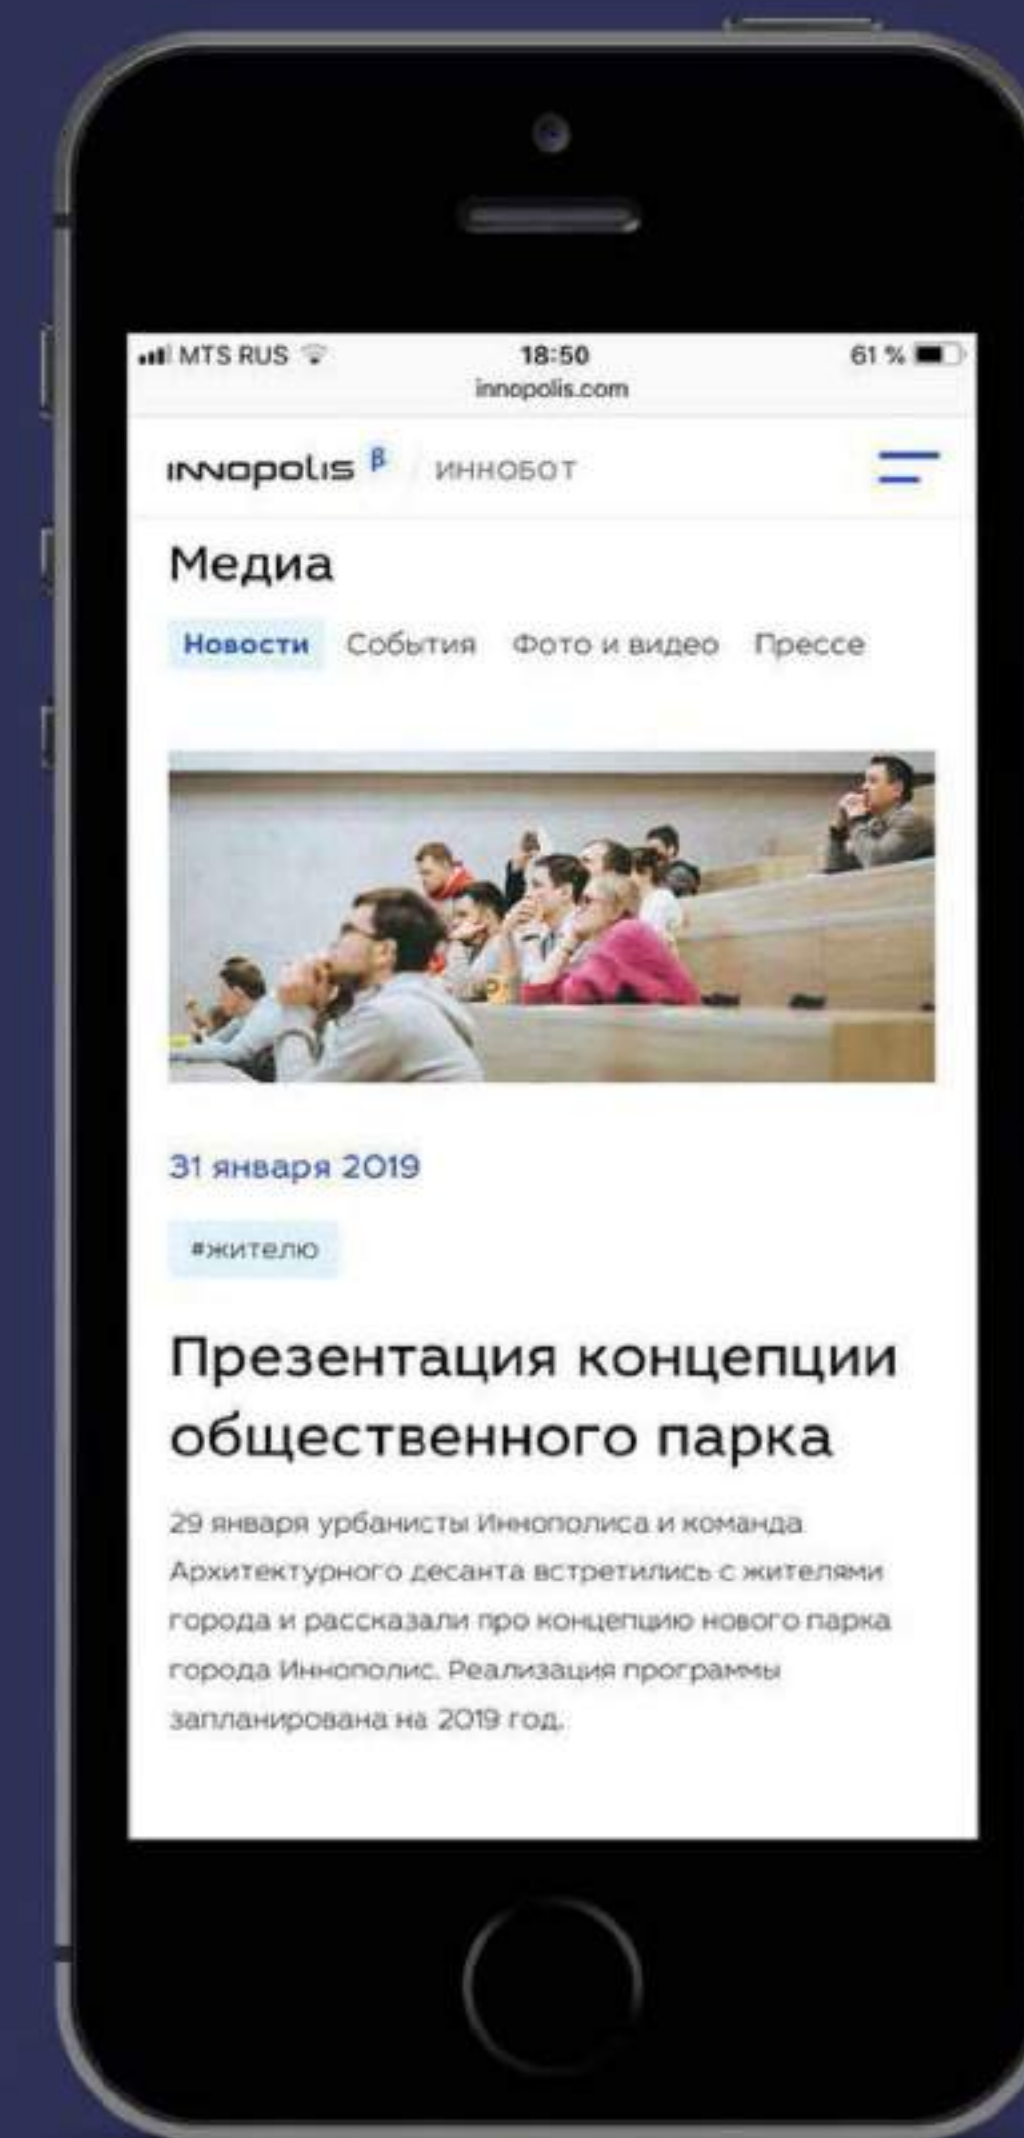 MTS RUS 18:50 61 %
innopolis.com
INNOPOLIS β ИННОБОТ
Медиа
Новости События Фото и видео Прессе
31 января 2019
#жителю
Презентация концепции
общественного парка
29 января урбанисты Иннополиса и команда
Архитектурного десанта встретились с жителями
города и рассказали про концепцию нового парка
города Иннополис. Реализация программы
запланирована на 2019 год.